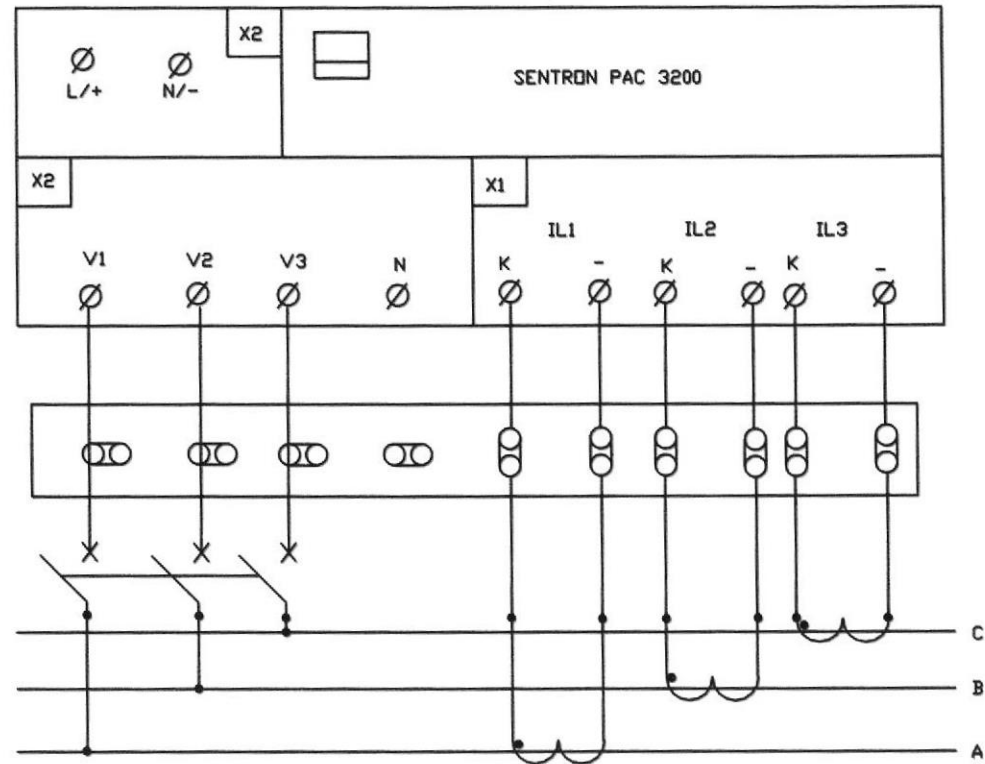 X2
L/+ N/-
SENTRON PAC 3200
X2
V1 V2 V3 N
X1
IL1 IL2 IL3
K - K - K -
C
B
A